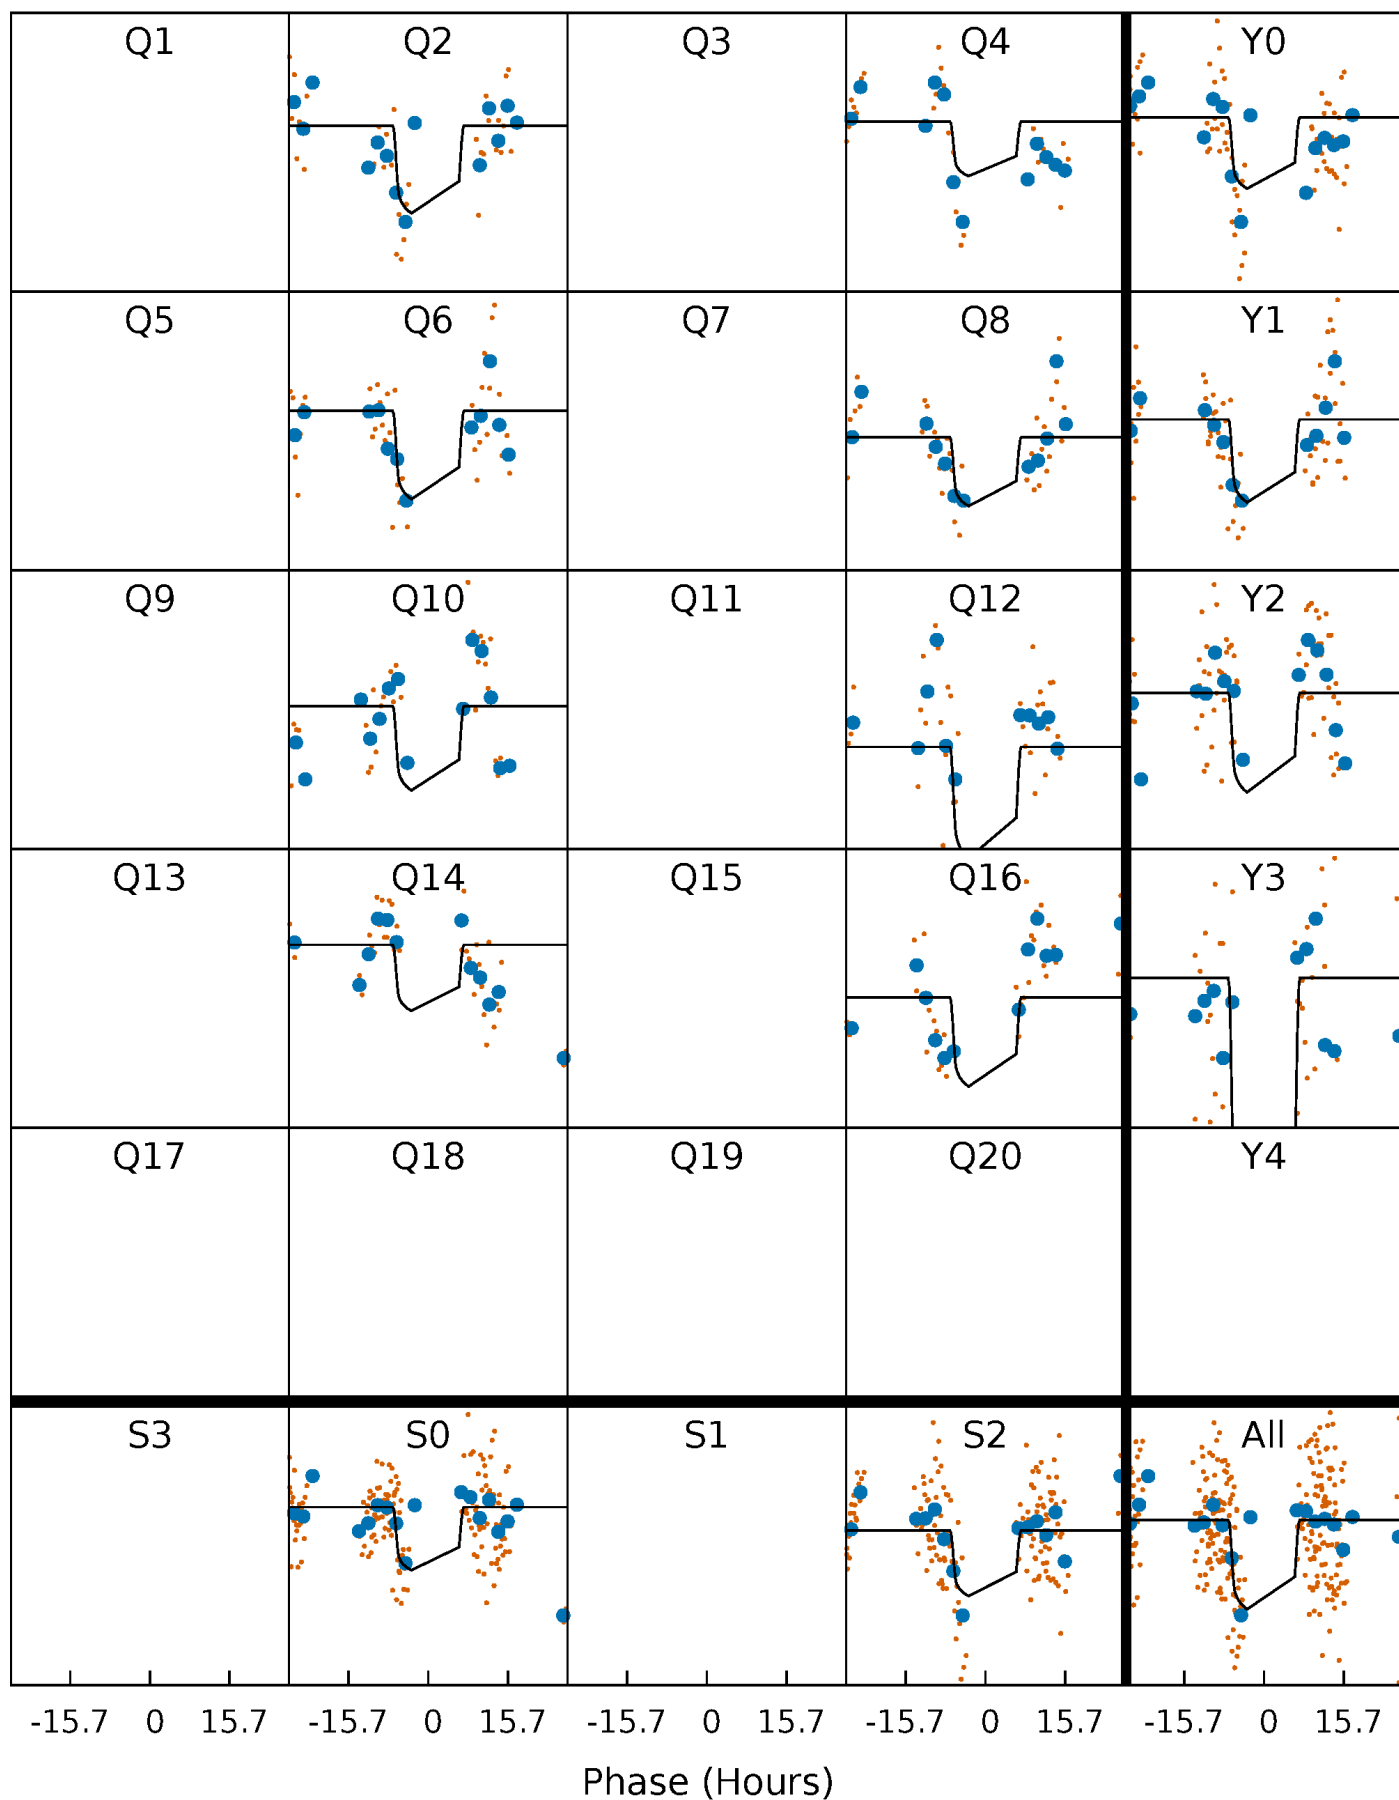 Q1 Q2 Q3 Q4 Y0
Q5 Q6 Q7 Q8 Y1
Q9 Q10 Q11 Q12 Y2
Q13 Q14 Q15 Q16 Y3
Q17 Q18 Q19 Q20 Y4
S3 S0 S1 S2 All
-15.7 0 15.7 -15.7 0 15.7 -15.7 0 15.7 -15.7 0 15.7 -15.7 0 15.7
Phase (Hours)